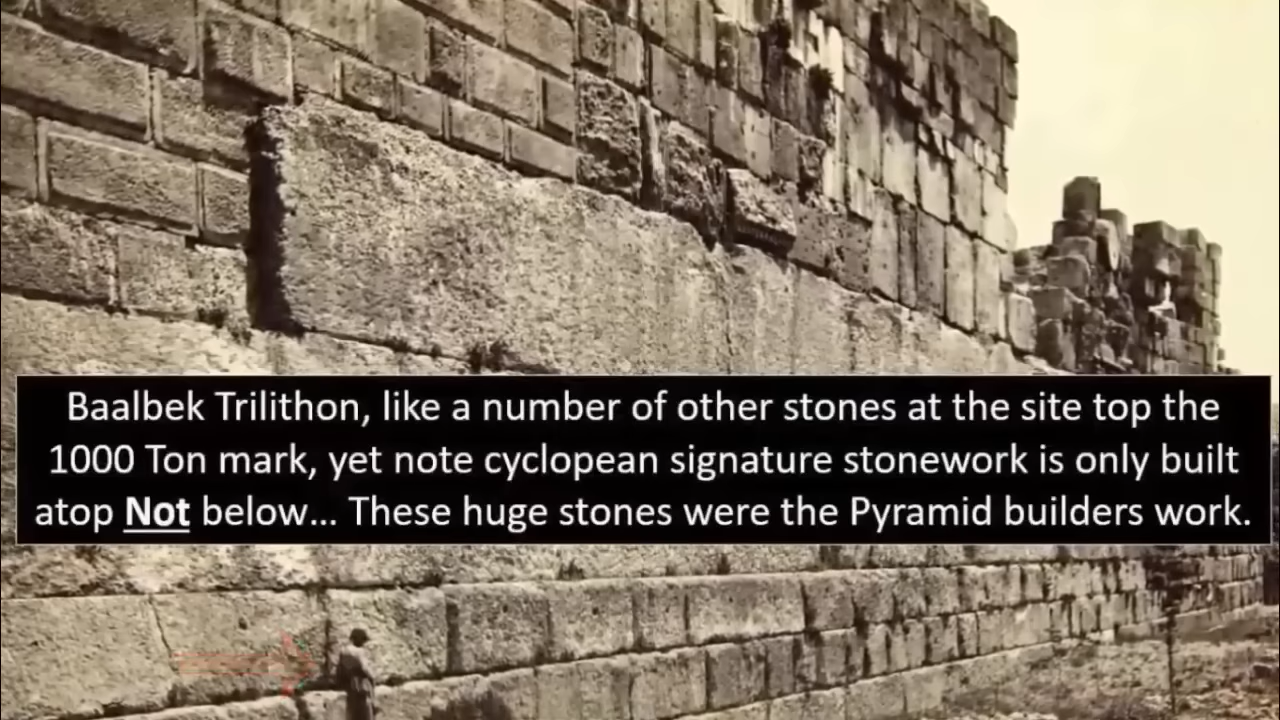 Baalbek Trilithon, like a number of other stones at the site top the
1000 Ton mark, yet note cyclopean signature stonework is only built
atop Not below... These huge stones were the Pyramid builders work.